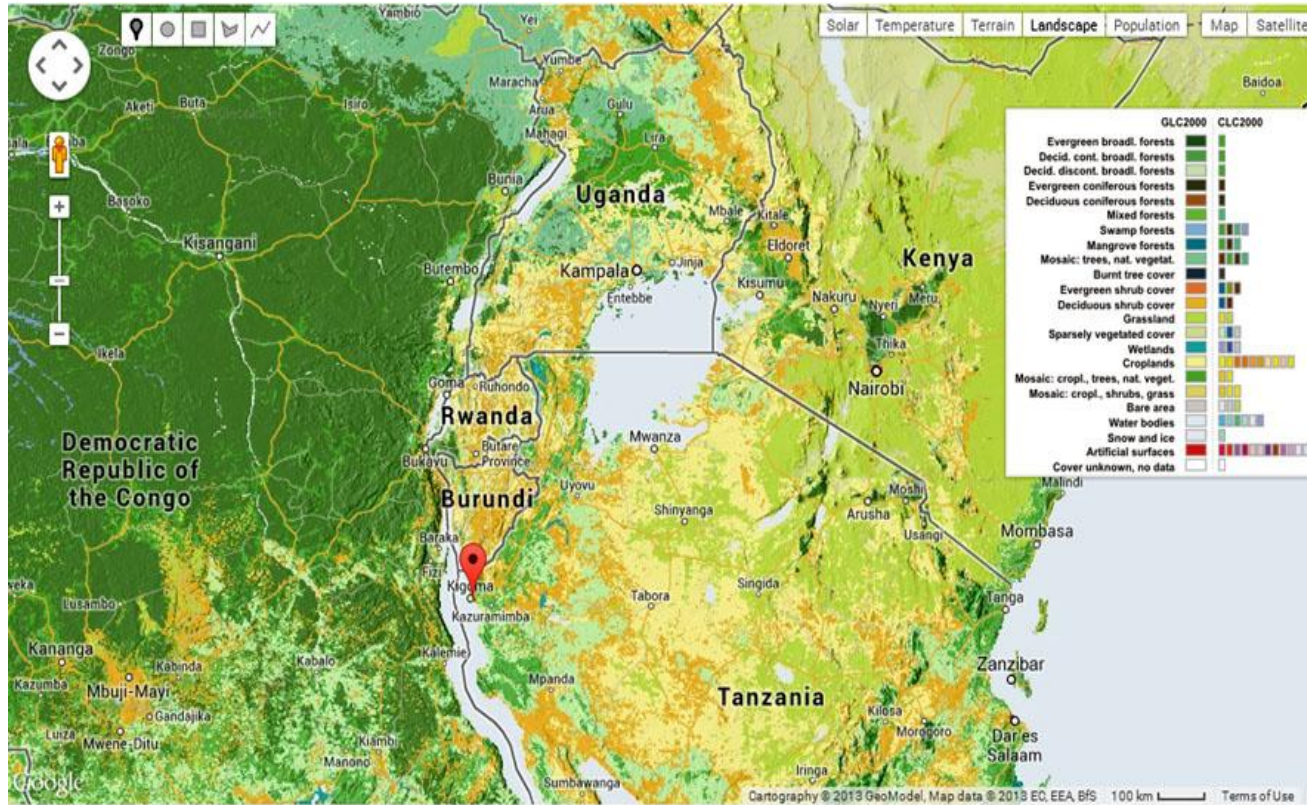 Solar Temperature Terrain Landscape Population Map Satellite
Yambio
Yei
Zongo
Yumbe
Maracha
Arua
Gulu
Baidoa
Aketi
Buta
Isiro
Mahagi
Lira
Bunia
Uganda
Basoko
Mbale
Kitale
Kisangani
Eldoret
Butembo
Kampala
Jinja
Kenya
Entebbe
Kisumu
Nakuru
Nyeri
Meru
Ikela
Thika
Goma
Ruhondo
Nairobi
Rwanda
Democratic
Republic of
the Congo
Bukavu
Butare
Province
Mwanza
Burundi
Uyovu
Moshi
Malindi
Shinyanga
Arusha
Usangi
Mombasa
Baraka
Fizi
Kigoma
Singida
Lusambo
Kazuramimba
Tabora
Tanga
Kananga
Kabinda
Kabalo
Kalemie
Zanzibar
Kazumba
Mbuji-Mayi
Mpanda
Tanzania
Gandajika
Kilosa
Luiza
Mwene-Ditu
Kiambi
Morogoro
Dar es
Salaam
Manono
Iringa
Sumbawanga
GLC2000 CLC2000
Evergreen broadl. forests
Decid. cont. broadl. forests
Decid. discont. broadl. forests
Evergreen coniferous forests
Deciduous coniferous forests
Mixed forests
Swamp forests
Mangrove forests
Mosaic: trees, nat. vegetat.
Burnt tree cover
Evergreen shrub cover
Deciduous shrub cover
Grassland
Sparsely vegetated cover
Wetlands
Croplands
Mosaic: cropl., trees, nat. veget.
Mosaic: cropl., shrubs, grass
Bare area
Water bodies
Snow and ice
Artificial surfaces
Cover unknown, no data
Google
Cartography © 2013 GeoModel, Map data © 2013 EC, EEA, BfS 100 km Terms of Use